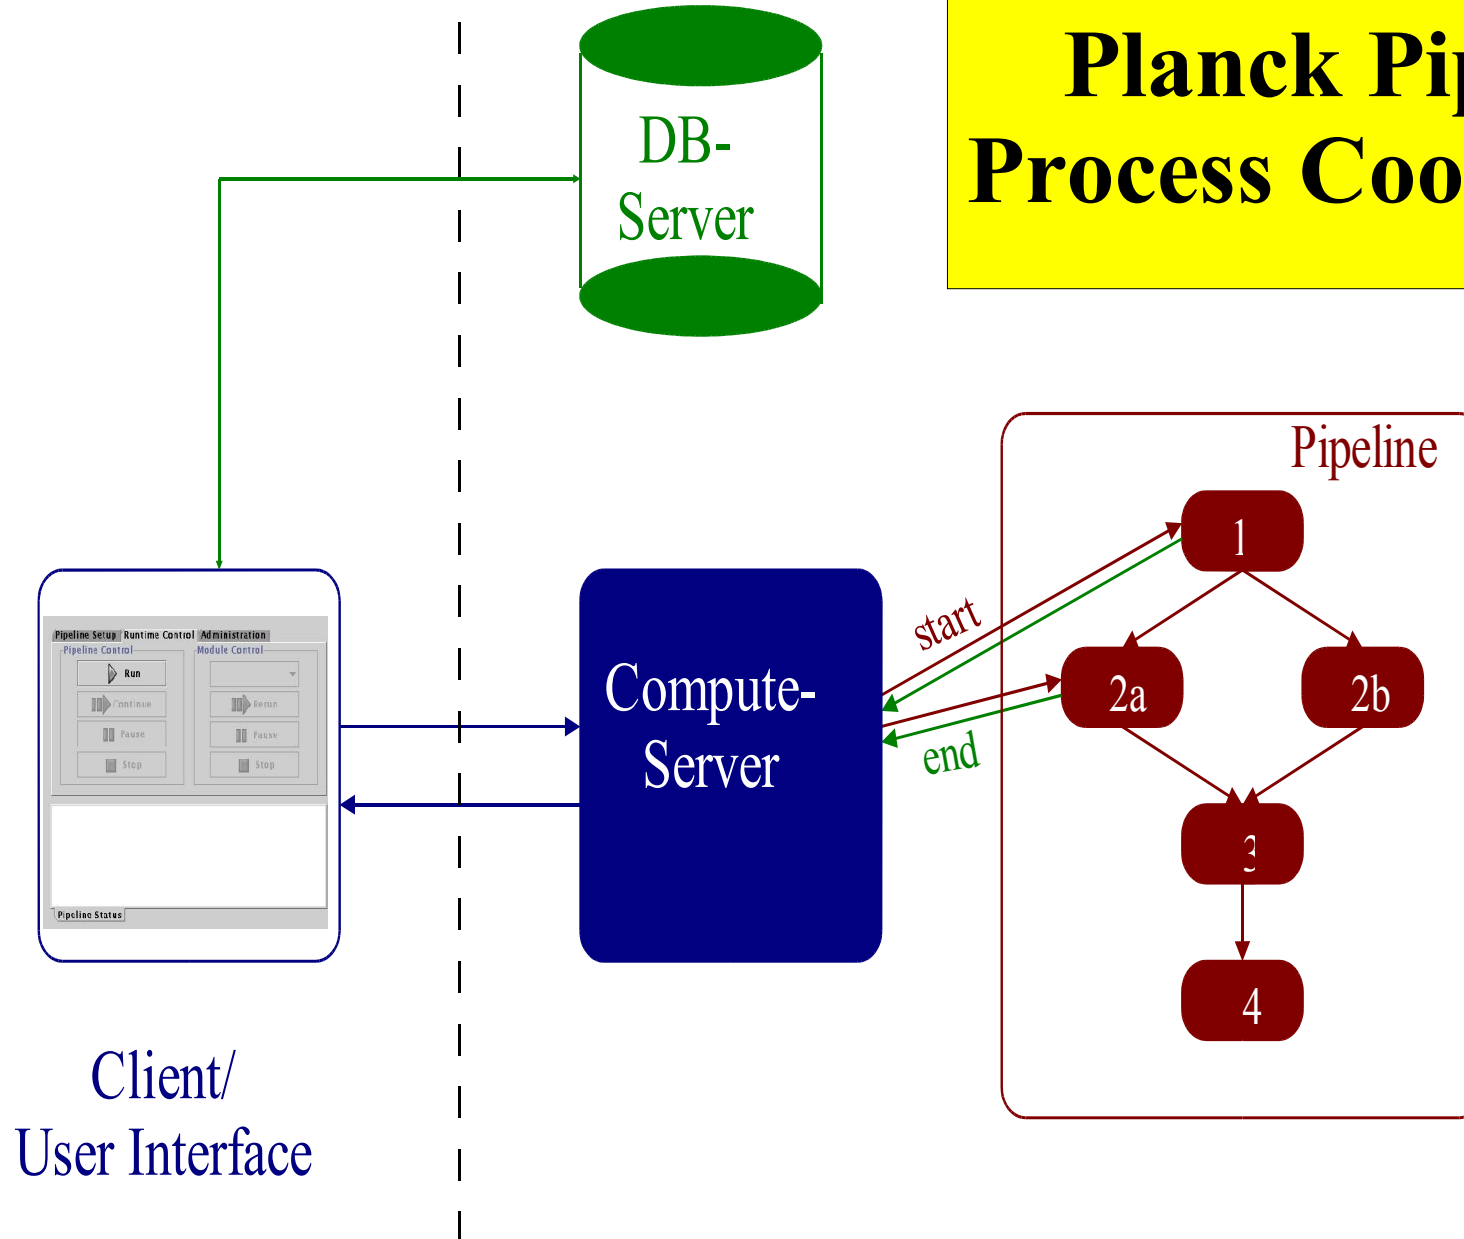 Planck Pip
Process Coo
DB-
Server
Pipeline
1
start
2a
2b
Compute-
Server
end
3
4
Pipeline Setup Runtime Control Administration
Pipeline Control Module Control
Run
Continue Rerun
Pause Pause
Stop Stop
Pipeline Status
Client/
User Interface